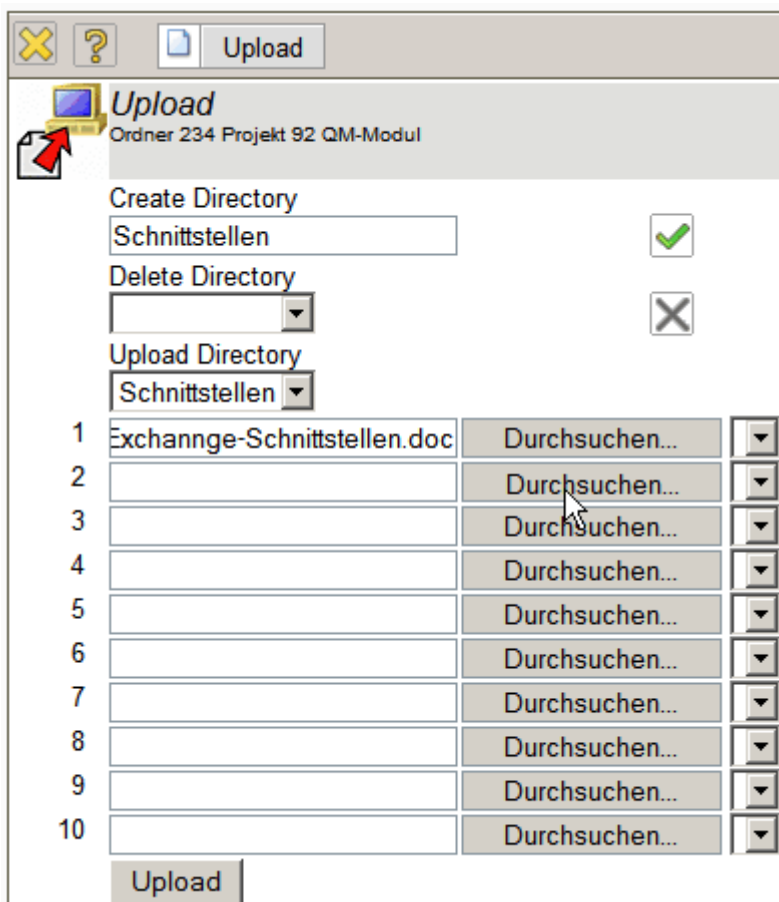 Upload
Upload
Ordner 234 Projekt 92 QM-Modul
Create Directory
Schnittstellen
Delete Directory
Upload Directory
Schnittstellen
1 Exchannge-Schnittstellen.doc Durchsuchen...
2 Durchsuchen...
3 Durchsuchen...
4 Durchsuchen...
5 Durchsuchen...
6 Durchsuchen...
7 Durchsuchen...
8 Durchsuchen...
9 Durchsuchen...
10 Durchsuchen...
Upload